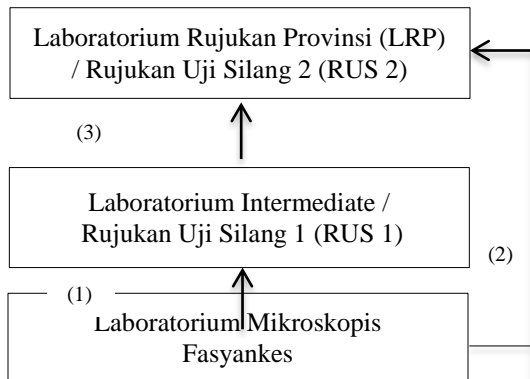 Laboratorium Rujukan Provinsi (LRP)
/ Rujukan Uji Silang 2 (RUS 2)
(3)
Laboratorium Intermediate /
Rujukan Uji Silang 1 (RUS 1)
(2)
(1)
Laboratorium Mikroskopis
Fasyankes